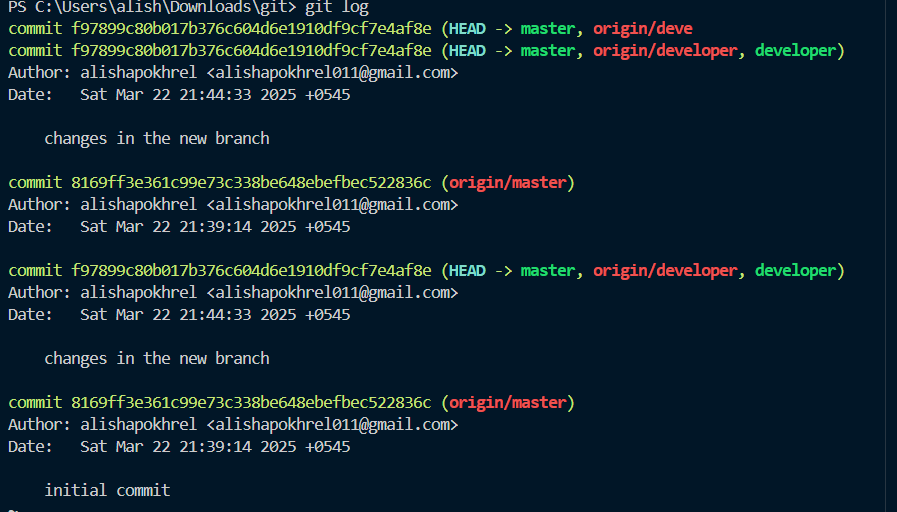 PS C:\Users\alish\Downloads\git> git log
commit f97899c80b017b376c604d6e1910df9cf7e4af8e (HEAD -> master, origin/deve
commit f97899c80b017b376c604d6e1910df9cf7e4af8e (HEAD -> master, origin/developer, developer)
Author: alishapokhrel <alishapokhrel011@gmail.com>
Date:   Sat Mar 22 21:44:33 2025 +0545

    changes in the new branch

commit 8169ff3e361c99e73c338be648ebefbec522836c (origin/master)
Author: alishapokhrel <alishapokhrel011@gmail.com>
Date:   Sat Mar 22 21:39:14 2025 +0545

commit f97899c80b017b376c604d6e1910df9cf7e4af8e (HEAD -> master, origin/developer, developer)
Author: alishapokhrel <alishapokhrel011@gmail.com>
Date:   Sat Mar 22 21:44:33 2025 +0545

    changes in the new branch

commit 8169ff3e361c99e73c338be648ebefbec522836c (origin/master)
Author: alishapokhrel <alishapokhrel011@gmail.com>
Date:   Sat Mar 22 21:39:14 2025 +0545

    initial commit